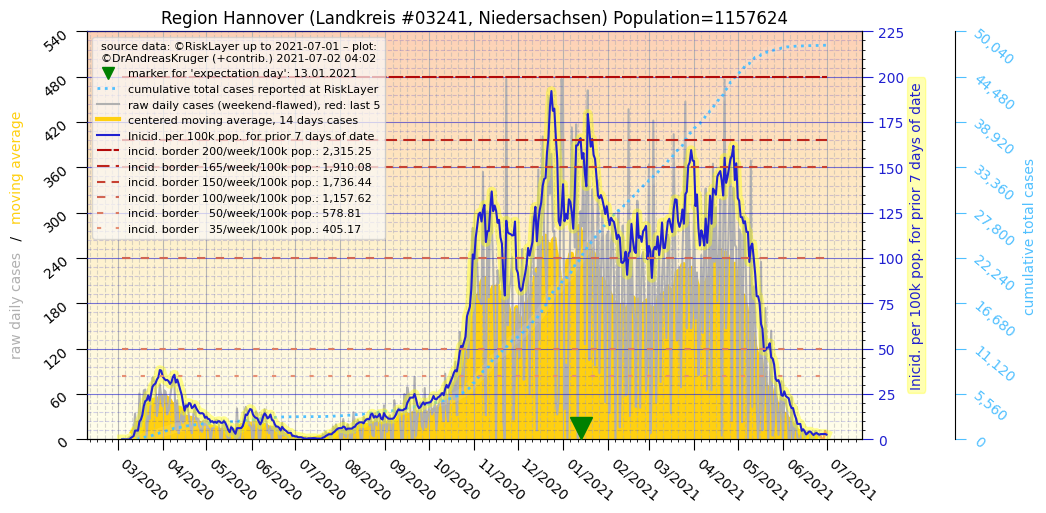 Region Hannover (Landkreis #03241, Niedersachsen) Population=1157624
source data: ©RiskLayer up to 2021-07-01 – plot:
©DrAndreasKruger (+contrib.) 2021-07-02 04:02
marker for 'expectation day': 13.01.2021
cumulative total cases reported at RiskLayer
raw daily cases (weekend-flawed), red: last 5
centered moving average, 14 days cases
Inicid. per 100k pop. for prior 7 days of date
incid. border 200/week/100k pop.: 2,315.25
incid. border 165/week/100k pop.: 1,910.08
incid. border 150/week/100k pop.: 1,736.44
incid. border 100/week/100k pop.: 1,157.62
incid. border   50/week/100k pop.: 578.81
incid. border   35/week/100k pop.: 405.17
raw daily cases / moving average
540
480
420
360
300
240
180
120
60
0
03/2020
04/2020
05/2020
06/2020
07/2020
08/2020
09/2020
10/2020
11/2020
12/2020
01/2021
02/2021
03/2021
04/2021
05/2021
06/2021
07/2021
225
200
175
150
125
100
75
50
25
0
Inicid. per 100k pop. for prior 7 days of date
50,040
44,480
38,920
33,360
27,800
22,240
16,680
11,120
5,560
0
cumulative total cases